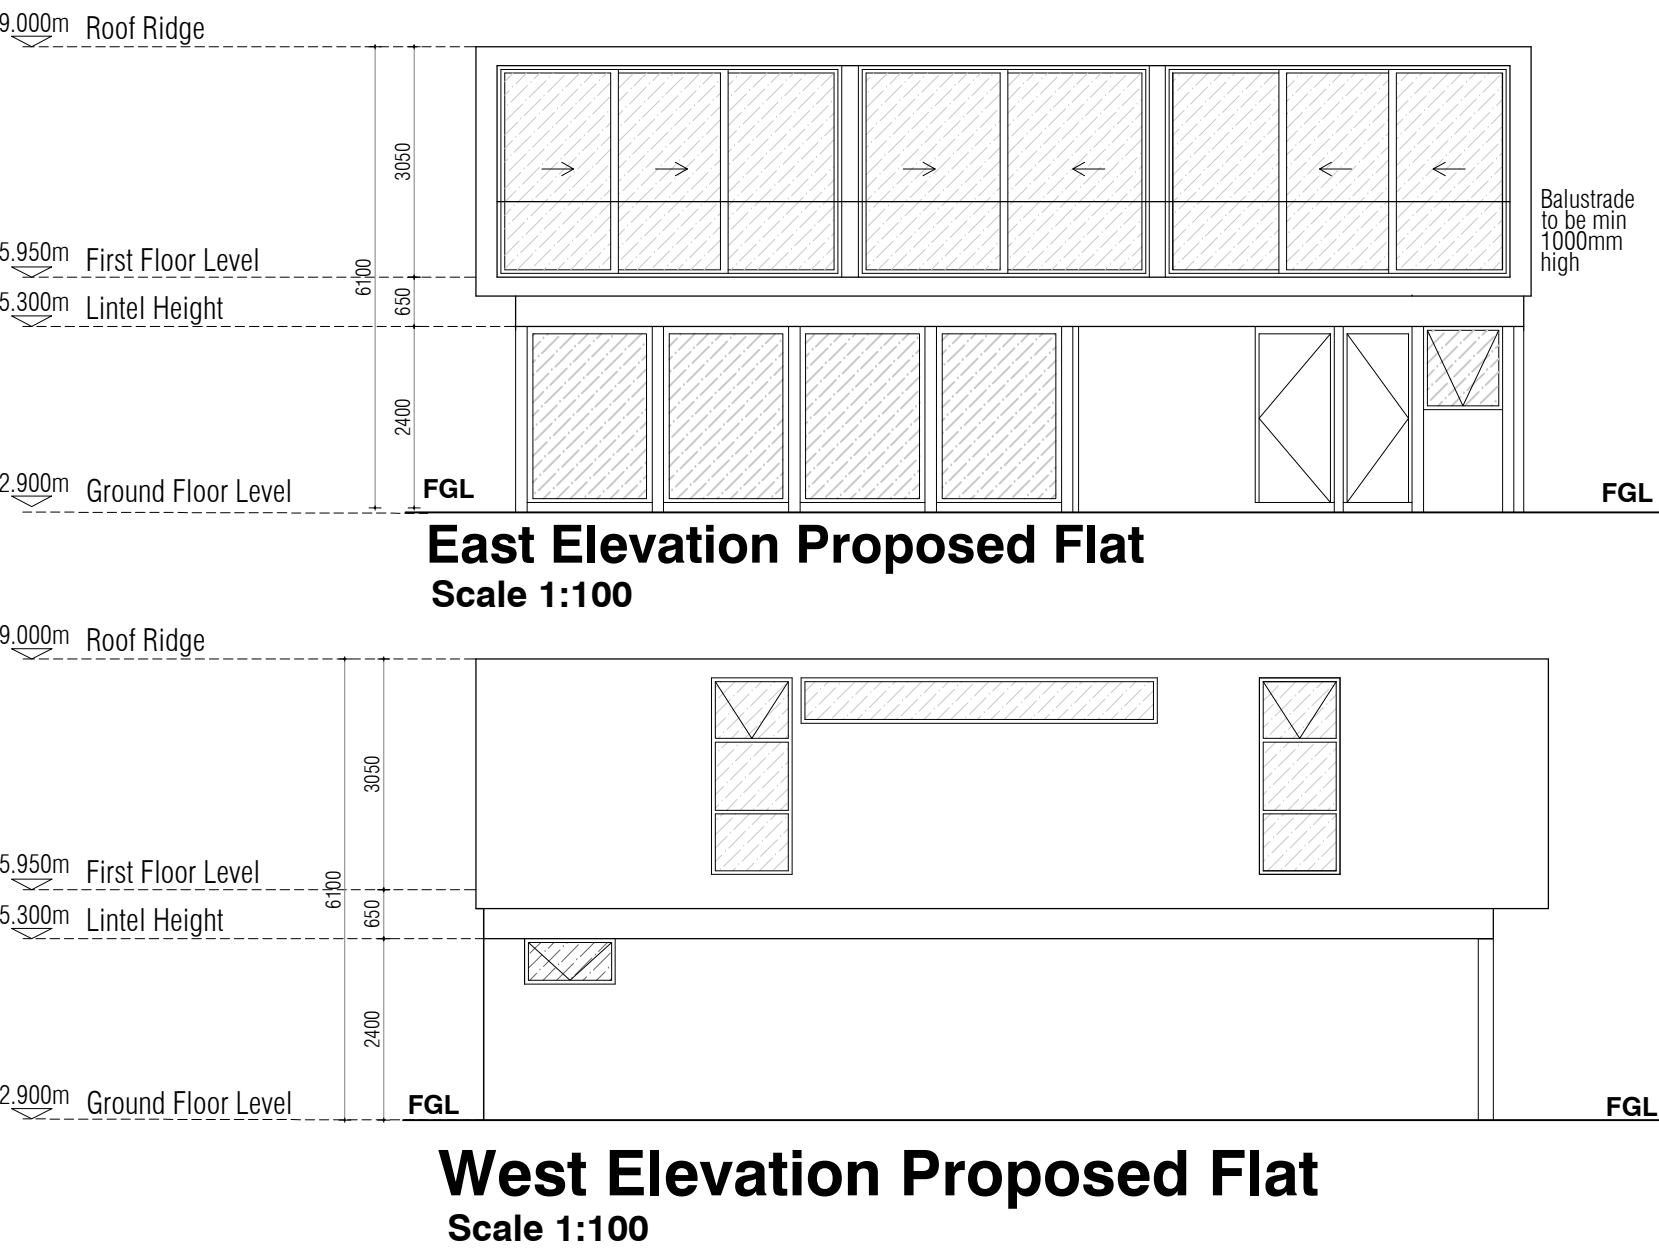 9.000m Roof Ridge
3050
Balustrade
to be min
1000mm
high
5.950m First Floor Level
6100
650
5.300m Lintel Height
2400
2.900m Ground Floor Level
FGL
FGL
East Elevation Proposed Flat
Scale 1:100
9.000m Roof Ridge
3050
5.950m First Floor Level
6100
650
5.300m Lintel Height
2400
2.900m Ground Floor Level
FGL
FGL
West Elevation Proposed Flat
Scale 1:100